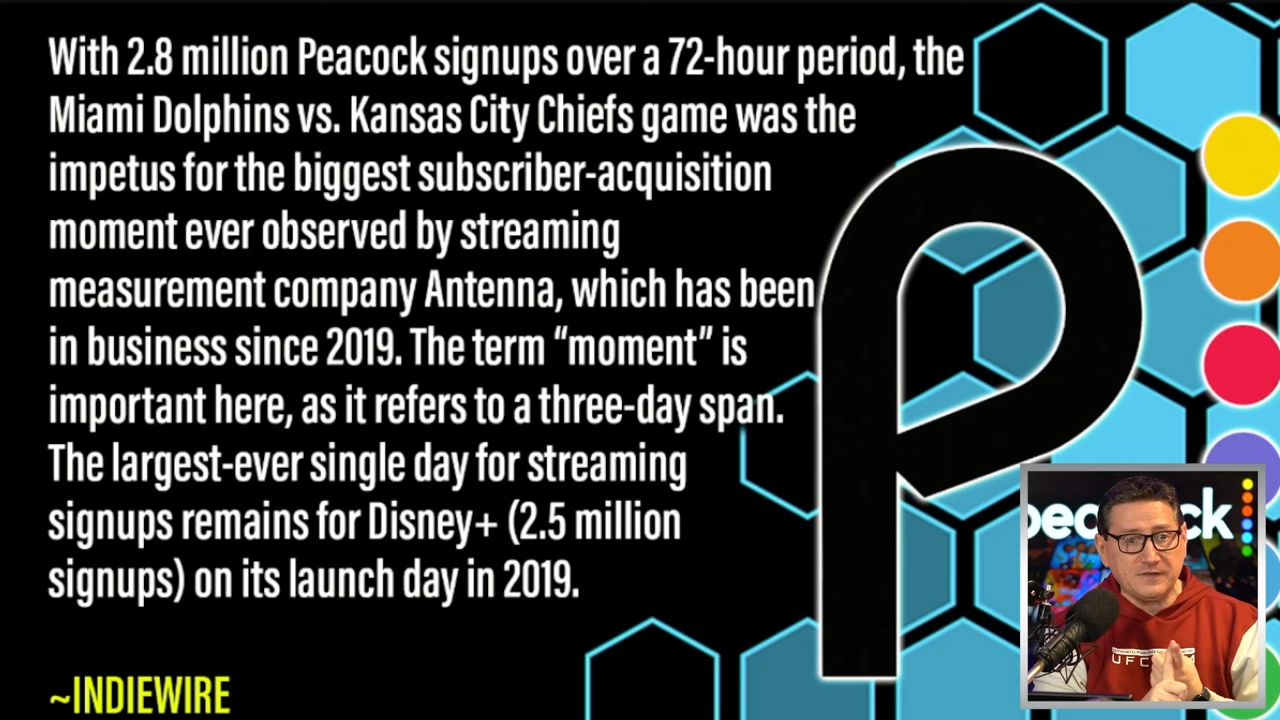 With 2.8 million Peacock signups over a 72-hour period, the
Miami Dolphins vs. Kansas City Chiefs game was the
impetus for the biggest subscriber-acquisition
moment ever observed by streaming
measurement company Antenna, which has been
in business since 2019. The term “moment” is
important here, as it refers to a three-day span.
The largest-ever single day for streaming
signups remains for Disney+ (2.5 million
signups) on its launch day in 2019.
~INDIEWIRE
P